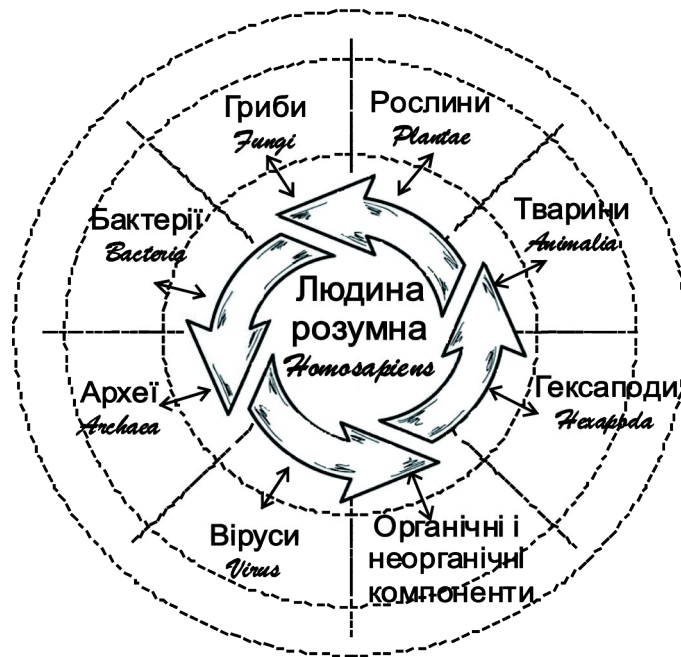 Гриби
Fungi
Рослини
Plantae
Бактерії
Bacteria
Тварини
Animalia
Людина
розумна
Homosapiens
Археї
Archaea
Гексаподи
Hexapoda
Віруси
Virus
Органічні і
неорганічні
компоненти